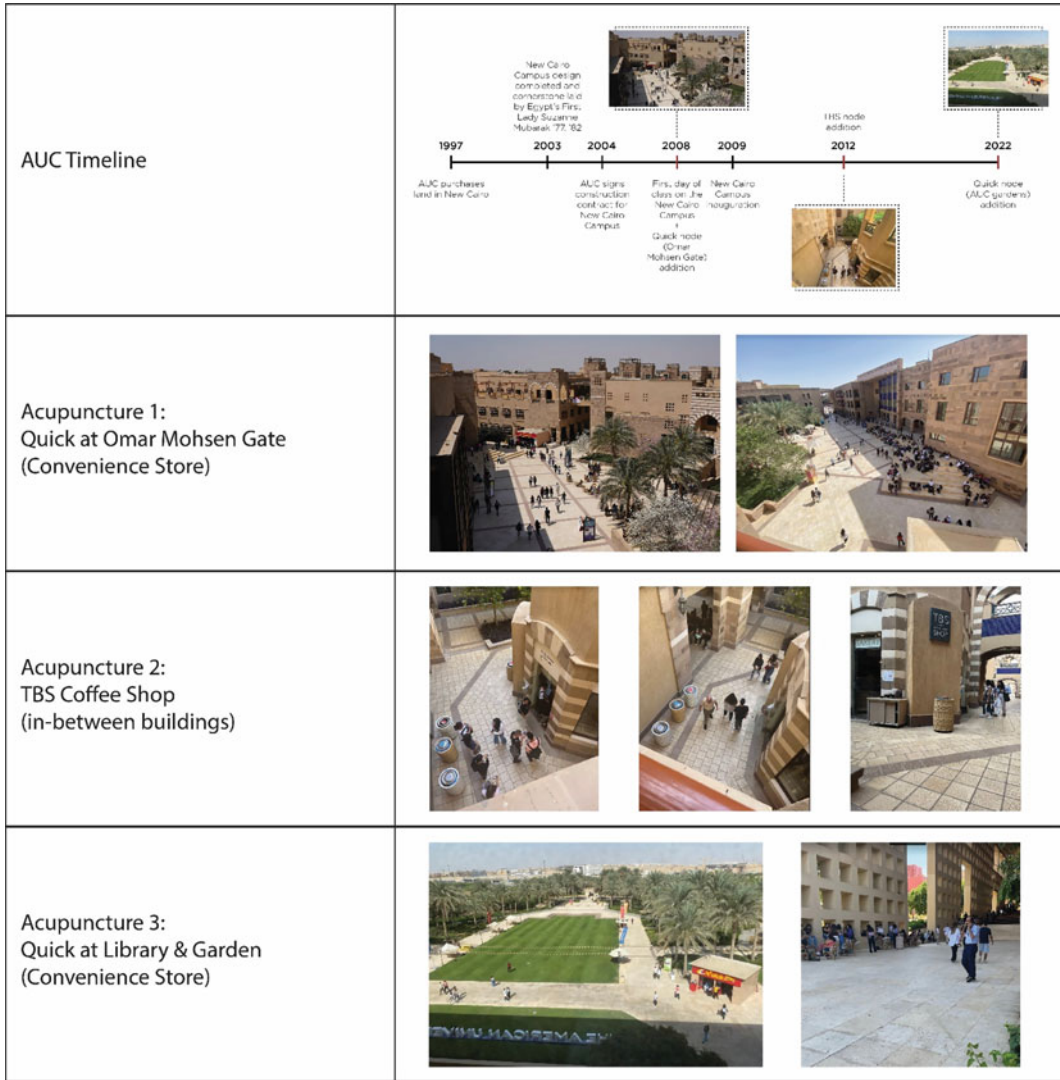 AUC Timeline
New Cairo
Campus design
completed and
cornerstone laid
by Egypt's First
Lady Suzanne
Mubarak '77, '82
TBS node
addition
1997
2003
2004
2008
2009
2012
2022
AUC purchases
land in New Cairo
AUC signs
construction
contract for
New Cairo
Campus
First day of
class on the
New Cairo
Campus
+
Quick node
(Omar
Mohsen Gate)
addition
New Cairo
Campus
inauguration
Quick node
(AUC gardens)
addition
Acupuncture 1:
Quick at Omar Mohsen Gate
(Convenience Store)
Acupuncture 2:
TBS Coffee Shop
(in-between buildings)
TBS
SHOP
Acupuncture 3:
Quick at Library & Garden
(Convenience Store)